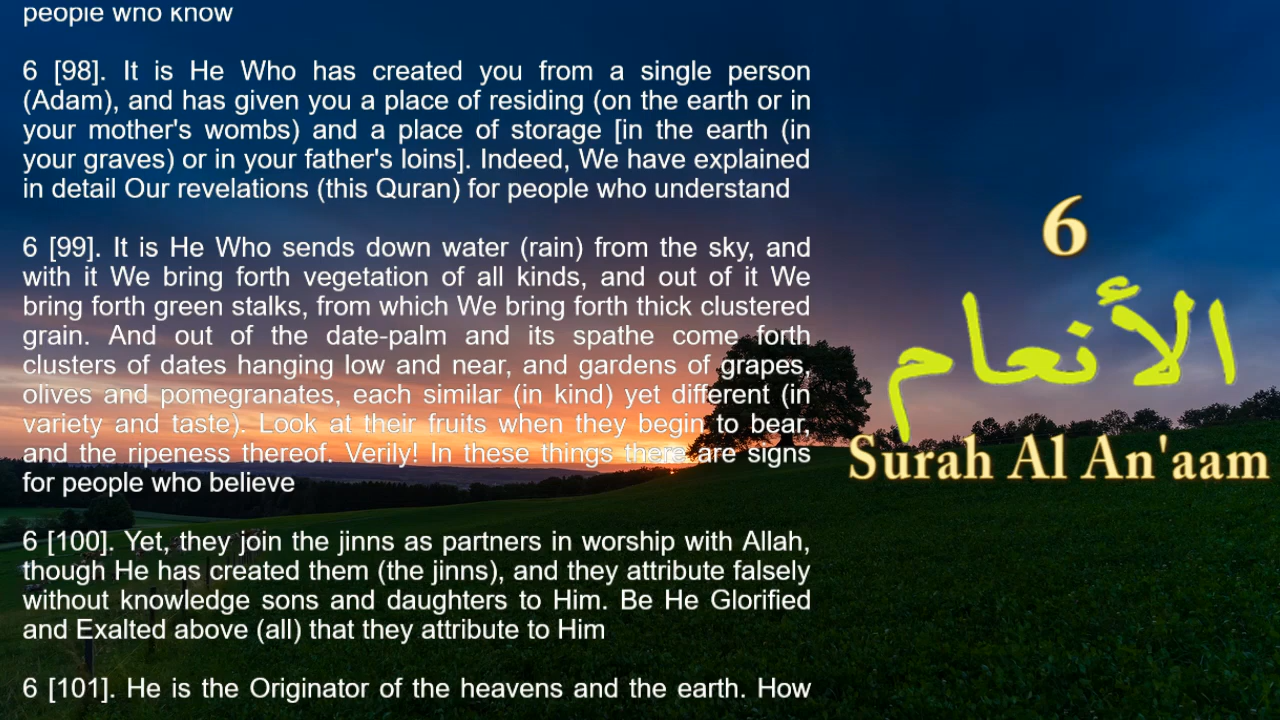 people who know
6 [98]. It is He Who has created you from a single person
(Adam), and has given you a place of residing (on the earth or in
your mother's wombs) and a place of storage [in the earth (in
your graves) or in your father's loins]. Indeed, We have explained
in detail Our revelations (this Quran) for people who understand
6 [99]. It is He Who sends down water (rain) from the sky, and
with it We bring forth vegetation of all kinds, and out of it We
bring forth green stalks, from which We bring forth thick clustered
grain. And out of the date-palm and its spathe come forth
clusters of dates hanging low and near, and gardens of grapes,
olives and pomegranates, each similar (in kind) yet different (in
variety and taste). Look at their fruits when they begin to bear,
and the ripeness thereof. Verily! In these things there are signs
for people who believe
6 [100]. Yet, they join the jinns as partners in worship with Allah,
though He has created them (the jinns), and they attribute falsely
without knowledge sons and daughters to Him. Be He Glorified
and Exalted above (all) that they attribute to Him
6 [101]. He is the Originator of the heavens and the earth. How
6
الأنعام
Surah Al An'aam